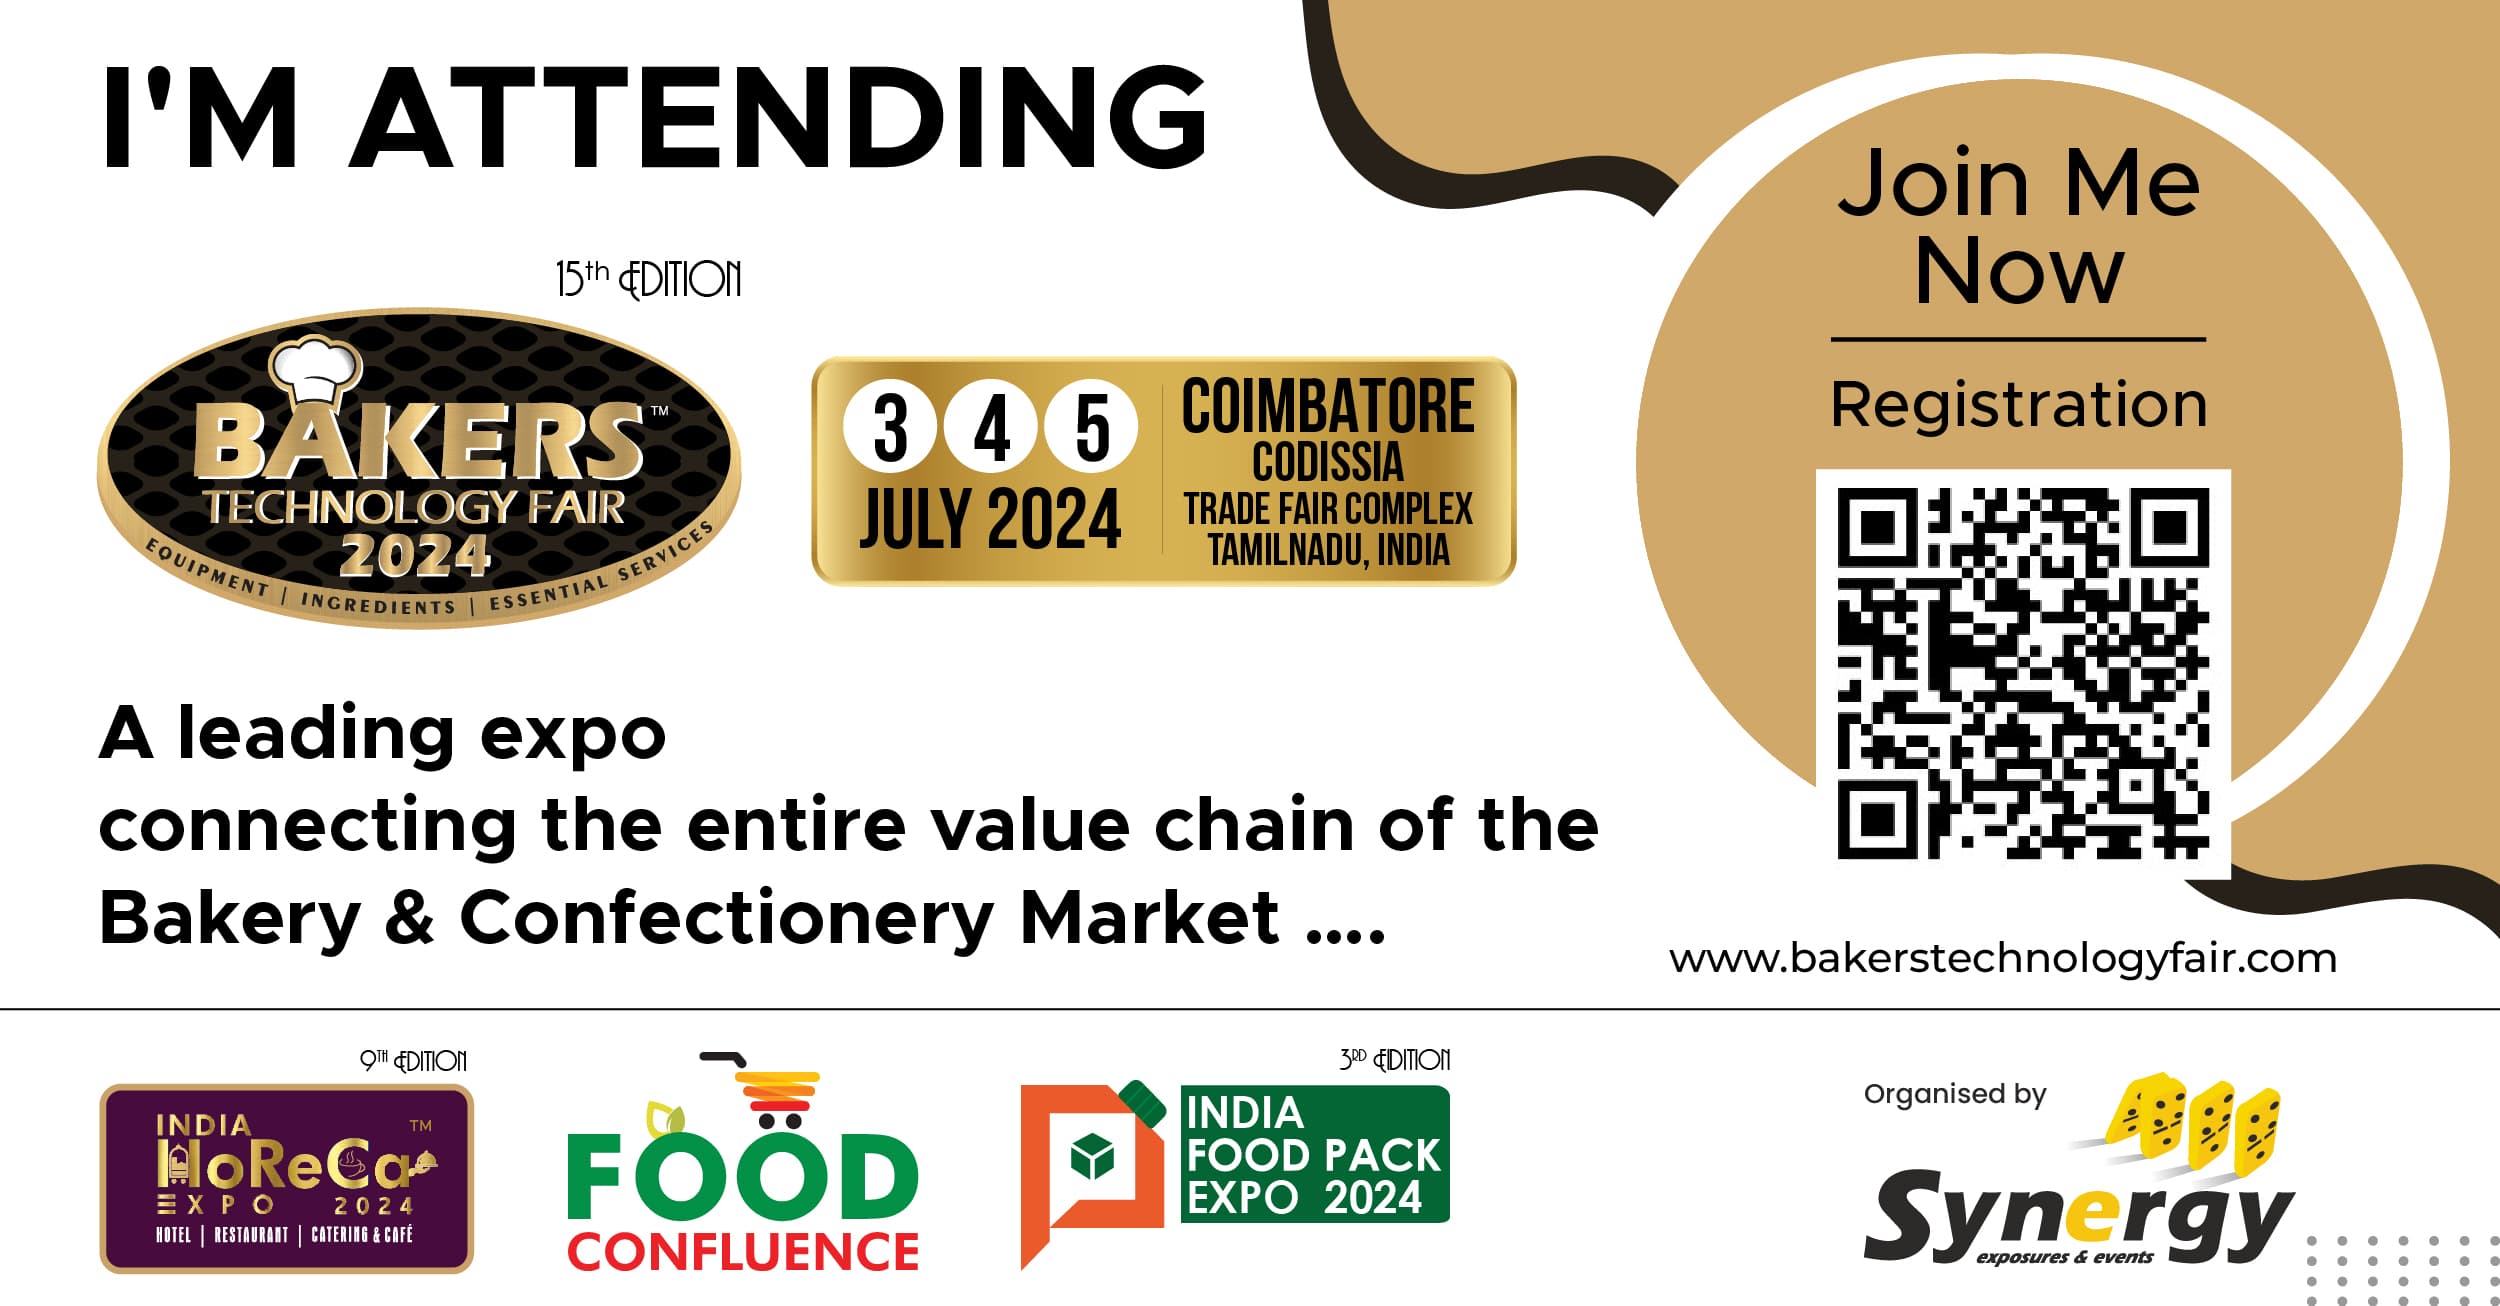 I'M ATTENDING
15th EDITION
BAKERS™
TECHNOLOGY FAIR
2024
EQUIPMENT | INGREDIENTS | ESSENTIAL SERVICES
3 4 5
JULY 2024
COIMBATORE
CODISSIA
TRADE FAIR COMPLEX
TAMILNADU, INDIA
Join Me
Now
Registration
A leading expo
connecting the entire value chain of the
Bakery & Confectionery Market ....
www.bakerstechnologyfair.com
9TH EDITION
INDIA ™
HoReCa
EXPO 2024
HOTEL | RESTAURANT | CATERING & CAFÉ
FOOD
CONFLUENCE
3RD EDITION
INDIA
FOOD PACK
EXPO 2024
Organised by
Synergy
exposures & events